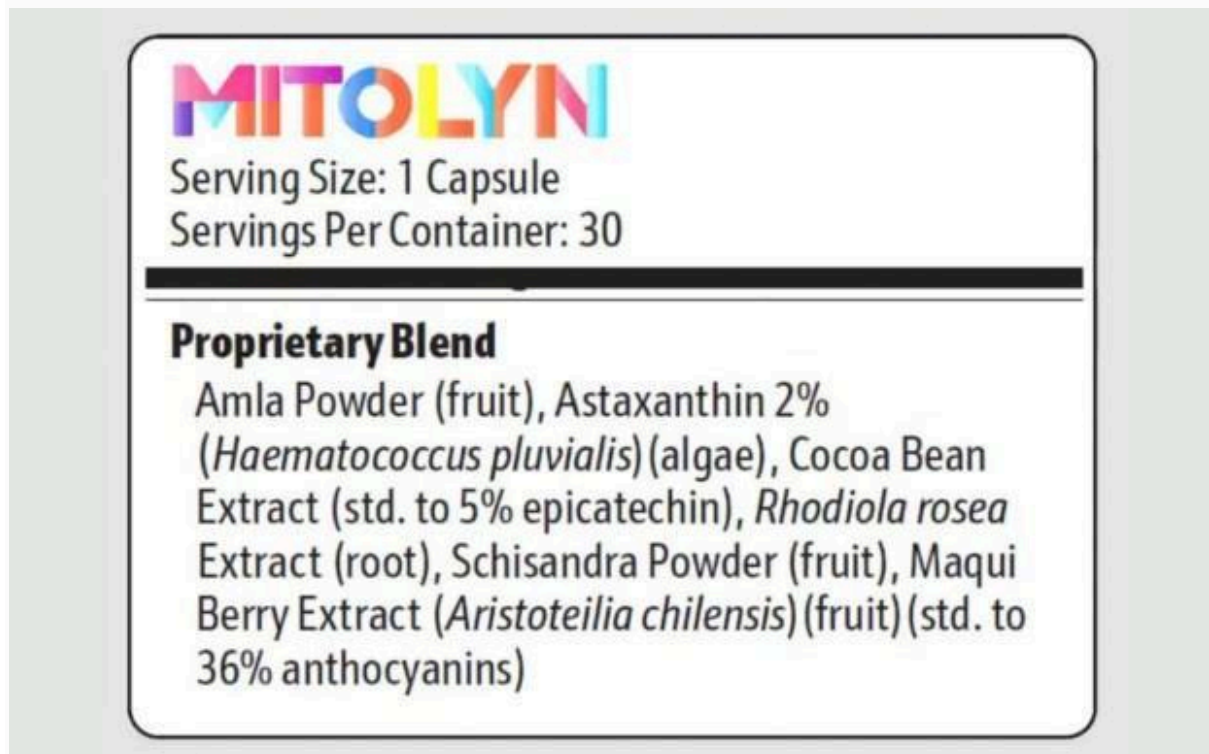 MITOLYN
Serving Size: 1 Capsule
Servings Per Container: 30
Proprietary Blend
Amla Powder (fruit), Astaxanthin 2%
(Haematococcus pluvialis) (algae), Cocoa Bean
Extract (std. to 5% epicatechin), Rhodiola rosea
Extract (root), Schisandra Powder (fruit), Maqui
Berry Extract (Aristoteilia chilensis) (fruit) (std. to
36% anthocyanins)